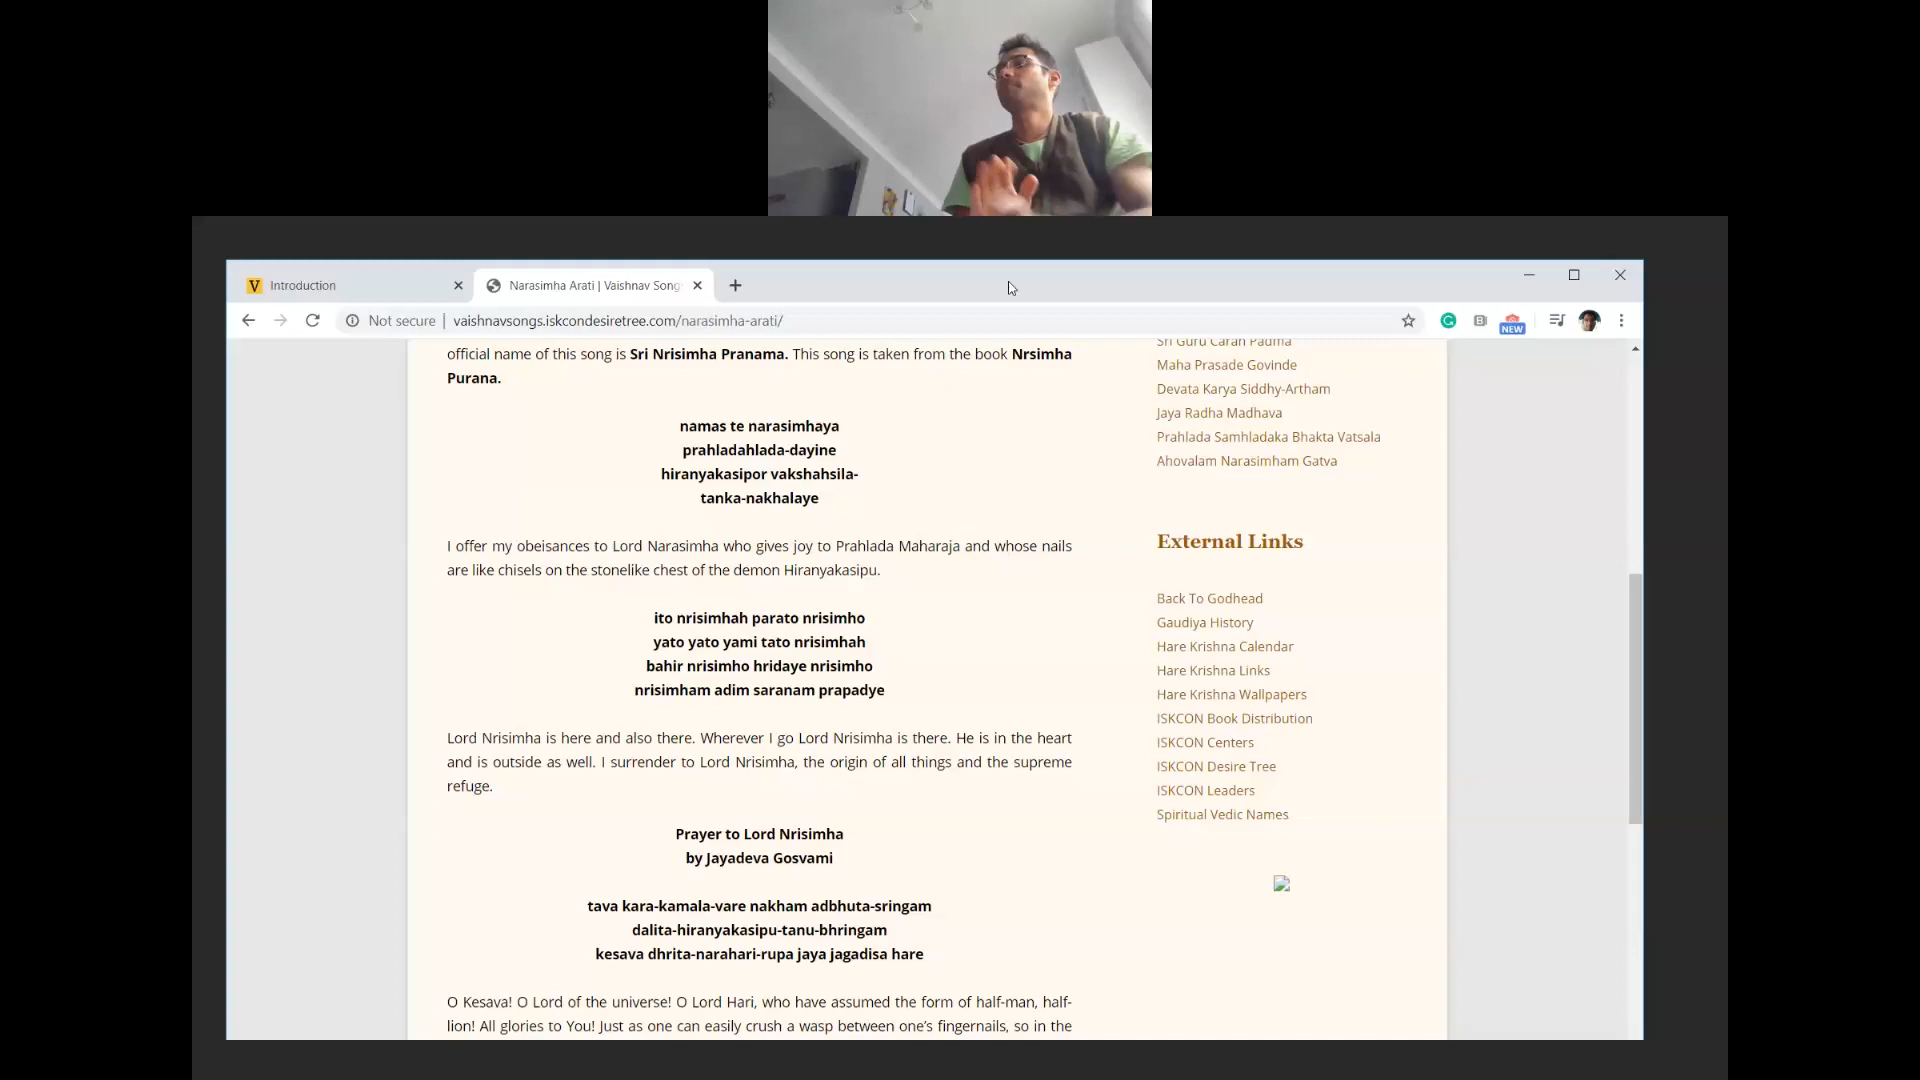 Introduction
Narasimha Arati | Vaishnav Song
Not secure | vaishnavsongs.iskcondesiretree.com/narasimha-arati/
NEW
official name of this song is Sri Nrisimha Pranama. This song is taken from the book Nrsimha
Purana.
namas te narasimhaya
prahladahlada-dayine
hiranyakasipor vakshahsila-
tanka-nakhalaye
I offer my obeisances to Lord Narasimha who gives joy to Prahlada Maharaja and whose nails
are like chisels on the stonelike chest of the demon Hiranyakasipu.
ito nrisimhah parato nrisimho
yato yato yami tato nrisimhah
bahir nrisimho hridaye nrisimho
nrisimham adim saranam prapadye
Lord Nrisimha is here and also there. Wherever I go Lord Nrisimha is there. He is in the heart
and is outside as well. I surrender to Lord Nrisimha, the origin of all things and the supreme
refuge.
Prayer to Lord Nrisimha
by Jayadeva Gosvami
tava kara-kamala-vare nakham adbhuta-sringam
dalita-hiranyakasipu-tanu-bhringam
kesava dhrita-narahari-rupa jaya jagadisa hare
O Kesava! O Lord of the universe! O Lord Hari, who have assumed the form of half-man, half-
lion! All glories to You! Just as one can easily crush a wasp between one’s fingernails, so in the
Sri Guru Caran Padma
Maha Prasade Govinde
Devata Karya Siddhy-Artham
Jaya Radha Madhava
Prahlada Samhladaka Bhakta Vatsala
Ahovalam Narasimham Gatva
External Links
Back To Godhead
Gaudiya History
Hare Krishna Calendar
Hare Krishna Links
Hare Krishna Wallpapers
ISKCON Book Distribution
ISKCON Centers
ISKCON Desire Tree
ISKCON Leaders
Spiritual Vedic Names